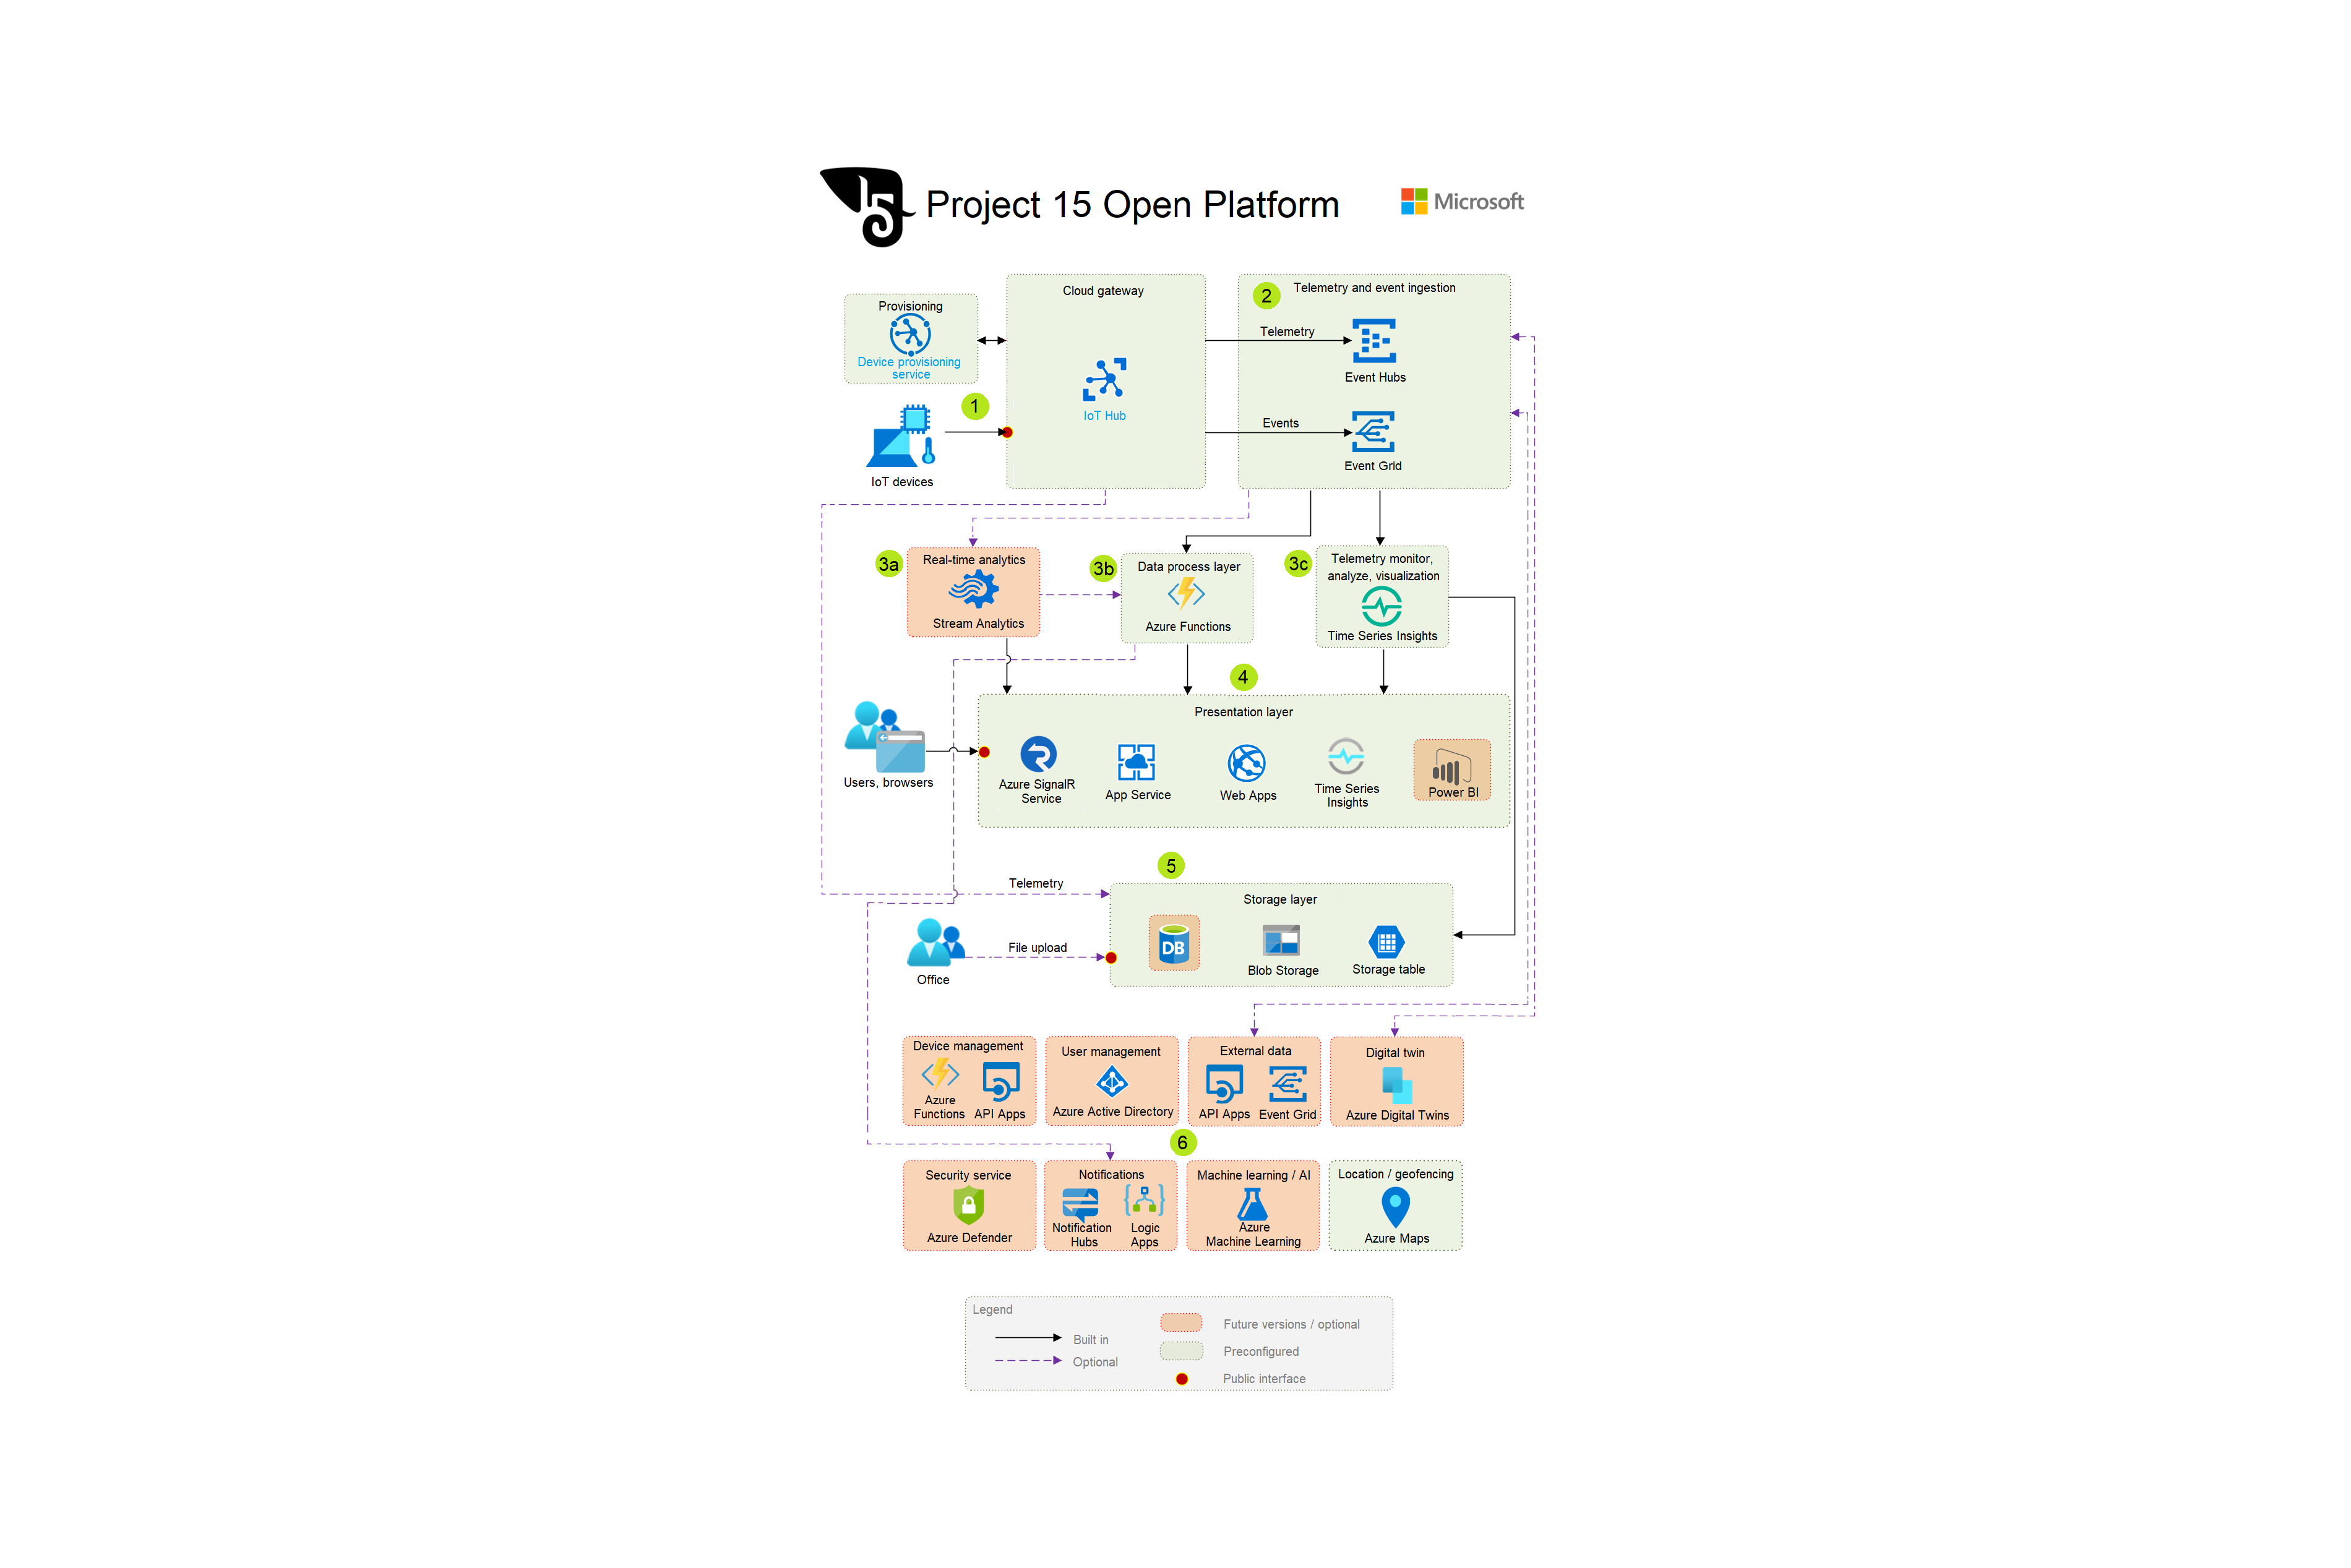 15
Project 15 Open Platform
Microsoft
Provisioning
Device provisioning
service
Cloud gateway
IoT Hub
2
Telemetry and event ingestion
Telemetry
Event Hubs
Events
Event Grid
1
IoT devices
3a
Real-time analytics
Stream Analytics
3b
Data process layer
Azure Functions
3c
Telemetry monitor,
analyze, visualization
Time Series Insights
4
Presentation layer
Users, browsers
Azure SignalR
Service
App Service
Web Apps
Time Series
Insights
Power BI
5
Telemetry
Storage layer
DB
Blob Storage
Storage table
File upload
Office
Device management
Azure
Functions
API Apps
User management
Azure Active Directory
External data
API Apps
Event Grid
Digital twin
Azure Digital Twins
6
Security service
Azure Defender
Notifications
Notification
Hubs
Logic
Apps
Machine learning / AI
Azure
Machine Learning
Location / geofencing
Azure Maps
Legend
Built in
Optional
Future versions / optional
Preconfigured
Public interface